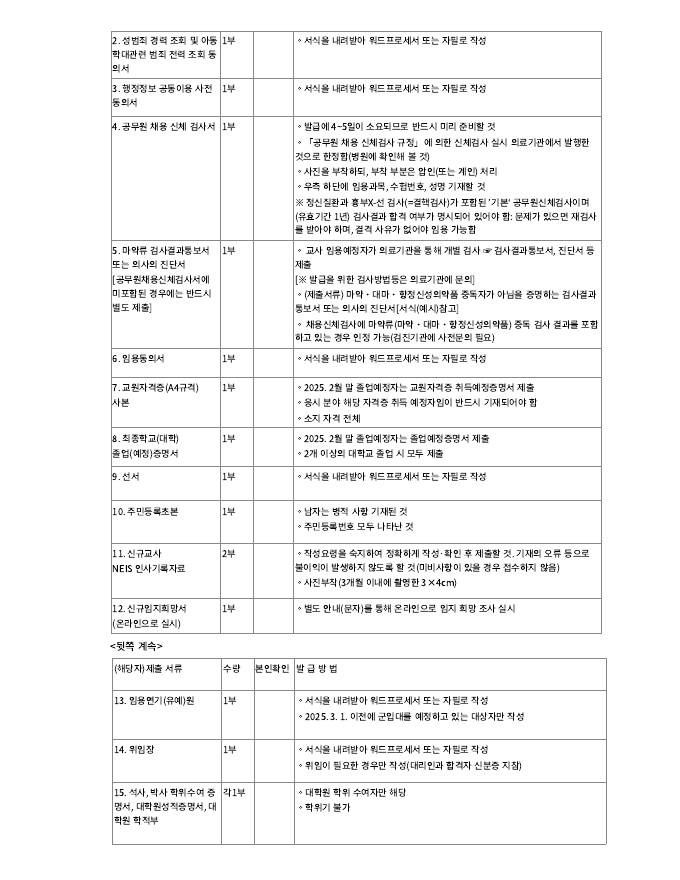 2. 성범죄 경력 조회 및 아동
학대관련 범죄 전력 조회 동
의서
1부
◦ 서식을 내려받아 워드프로세서 또는 자필로 작성
3. 행정정보 공동이용 사전
동의서
1부
◦ 서식을 내려받아 워드프로세서 또는 자필로 작성
4. 공무원 채용 신체 검사서
1부
◦ 발급에 4~5일이 소요되므로 반드시 미리 준비할 것
◦ 「공무원 채용 신체검사 규정」에 의한 신체검사 실시 의료기관에서 발행한
것으로 한정함(병원에 확인해 볼 것)
◦ 사진을 부착하되, 부착 부분은 압인(또는 계인) 처리
◦ 우측 하단에 임용과목, 수험번호, 성명 기재할 것
※ 정신질환과 흉부X-선 검사(=결핵검사)가 포함된 '기본' 공무원신체검사이며
(유효기간 1년) 검사결과 합격 여부가 명시되어 있어야 함: 문제가 있으면 재검사
를 받아야 하며, 결격 사유가 없어야 임용 가능함
5. 마약류 검사결과통보서
또는 의사의 진단서
[공무원채용신체검사서에
미포함된 경우에는 반드시
별도 제출]
1부
◦ 교사 임용예정자가 의료기관을 통해 개별 검사 ☞ 검사결과통보서, 진단서 등
제출
[※ 발급을 위한 검사방법등은 의료기관에 문의]
◦ (제출서류) 마약・대마・향정신성의약품 중독자가 아님을 증명하는 검사결과
통보서 또는 의사의 진단서[서식(예시)참고]
◦ 채용신체검사에 마약류(마약・대마・향정신성의약품) 중독 검사 결과를 포함
하고 있는 경우 인정 가능(검진기관에 사전문의 필요)
6. 임용동의서
1부
◦ 서식을 내려받아 워드프로세서 또는 자필로 작성
7. 교원자격증(A4규격)
사본
1부
◦ 2025. 2월 말 졸업예정자는 교원자격증 취득예정증명서 제출
◦ 응시 분야 해당 자격증 취득 예정자임이 반드시 기재되어야 함
◦ 소지 자격 전체
8. 최종학교(대학)
졸업(예정)증명서
1부
◦ 2025. 2월 말 졸업예정자는 졸업예정증명서 제출
◦ 2개 이상의 대학교 졸업 시 모두 제출
9. 선서
1부
◦ 서식을 내려받아 워드프로세서 또는 자필로 작성
10. 주민등록초본
1부
◦ 남자는 병적 사항 기재된 것
◦ 주민등록번호 모두 나타난 것
11. 신규교사
NEIS 인사기록자료
2부
◦ 작성요령을 숙지하여 정확하게 작성·확인 후 제출할 것. 기재의 오류 등으로
불이익이 발생하지 않도록 할 것(미비사항이 있을 경우 접수하지 않음)
◦ 사진부착(3개월 이내에 촬영한 3×4cm)
12. 신규임지희망서
(온라인으로 실시)
1부
◦ 별도 안내(문자)를 통해 온라인으로 임지 희망 조사 실시
<뒷쪽 계속>
(해당자) 제출 서류
수량
본인확인
발 급 방 법
13. 임용연기(유예)원
1부
◦ 서식을 내려받아 워드프로세서 또는 자필로 작성
◦ 2025. 3. 1. 이전에 군입대를 예정하고 있는 대상자만 작성
14. 위임장
1부
◦ 서식을 내려받아 워드프로세서 또는 자필로 작성
◦ 위임이 필요한 경우만 작성(대리인과 합격자 신분증 지참)
15. 석사, 박사 학위수여 증
명서, 대학원성적증명서, 대
학원 학적부
각1부
◦ 대학원 학위 수여자만 해당
◦ 학위기 불가